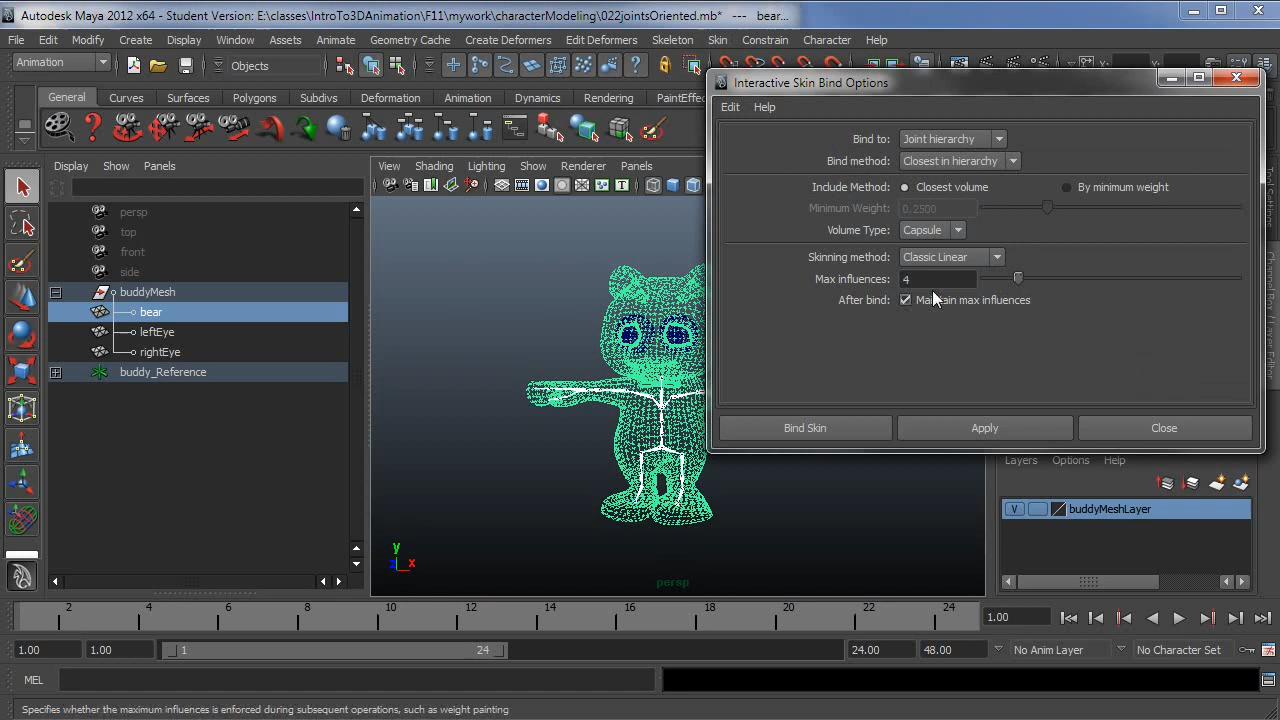 Autodesk Maya 2012 x64 - Student Version: E:\classes\IntroTo3DAnimation\F11\mywork\characterModeling\022jointsOriented.mb* --- bear...
File Edit Modify Create Display Window Assets Animate Geometry Cache Create Deformers Edit Deformers Skeleton Skin Constrain Character Help
Animation Objects
General Curves Surfaces Subdivs Polygons Deformation Animation Dynamics Rendering PaintEffec
Interactive Skin Bind Options
Edit Help
Bind to: Joint hierarchy
Bind method: Closest in hierarchy
Include Method: Closest volume By minimum weight
Minimum Weight: 0.2500
Volume Type: Capsule
Skinning method: Classic Linear
Max influences: 4
After bind: Maintain max influences
Bind Skin Apply Close
Display Show Panels
persp
top
front
side
buddyMesh
bear
leftEye
rightEye
buddy_Reference
View Shading Lighting Show Renderer Panels
y
z x
persp
Layers Options Help
V buddyMeshLayer
2 4 6 8 10 12 14 16 18 20 22 24
1.00
1.00 1.00 1 24 24.00 48.00 No Anim Layer No Character Set
MEL
Specifies whether the maximum influences is enforced during subsequent operations, such as weight painting